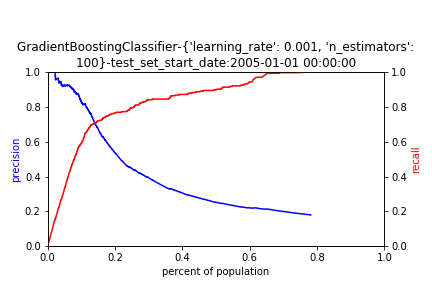 GradientBoostingClassifier-{'learning_rate': 0.001, 'n_estimators':
100}-test_set_start_date:2005-01-01 00:00:00
1.0
0.8
0.6
0.4
0.2
0.0
precision
1.0
0.8
0.6
0.4
0.2
0.0
recall
0.0 0.2 0.4 0.6 0.8 1.0
percent of population